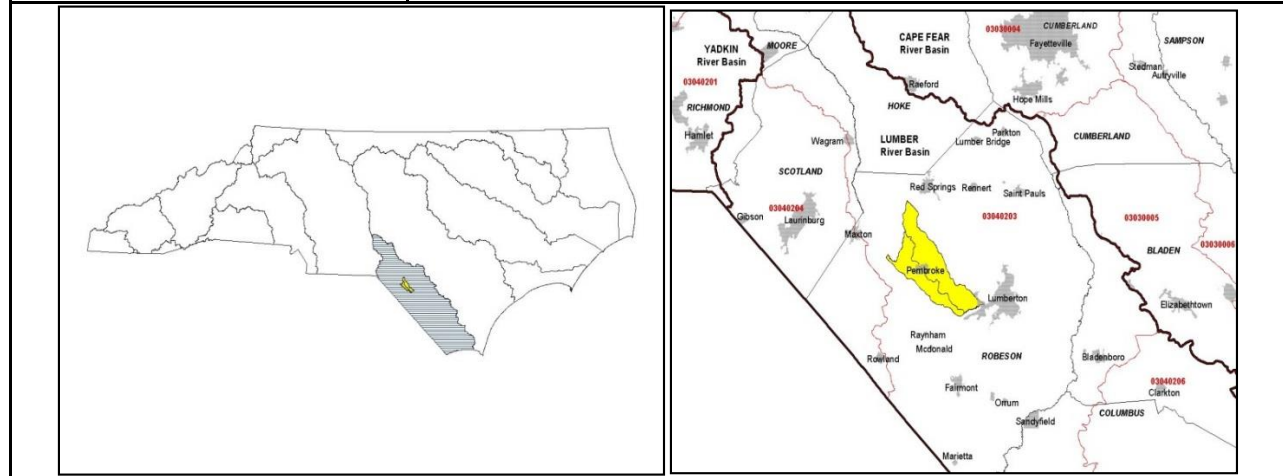 YADKIN
River Basin
MOORE
CAPE FEAR
River Basin
03030004
CUMBERLAND
Fayetteville
SAMPSON
Stedman
Autryville
03040201
RICHMOND
Hamlet
Raeford
HOKE
Hope Mills
Wagram
LUMBER
River Basin
Parkton
Lumber Bridge
CUMBERLAND
SCOTLAND
Red Springs
Rennert
Saint Pauls
03040204
Gibson
Laurinburg
Maxton
03040203
03030005
BLADEN
03030006
Pembroke
Lumberton
Elizabethtown
Raynham
Mcdonald
Rowland
ROBESON
Bladenboro
Fairmont
Orrum
03040206
Clarkton
Sandyfield
COLUMBUS
Marietta